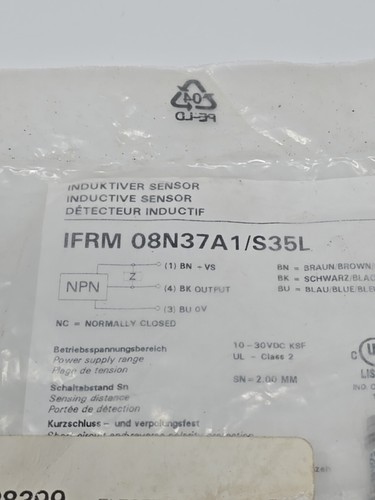 04
PE-LD
INDUKTIVER SENSOR
INDUCTIVE SENSOR
DÉTECTEUR INDUCTIF
IFRM 08N37A1/S35L
(1) BN +VS
BN = BRAUN/BROWN/
Z
NPN
(4) BK OUTPUT
BK = SCHWARZ/BLAC
(3) BU 0V
BU = BLAU/BLUE/BLE
NC = NORMALLY CLOSED
Betriebsspannungsbereich
10-30VDC KSF
Power supply range
UL - Class 2
Plage de tension
Schaltabstand Sn
SN=2.00 MM
Sensing distance
Portée de détection
Kurzschluss - und verpolungsfest
C U
LIS
IND. C